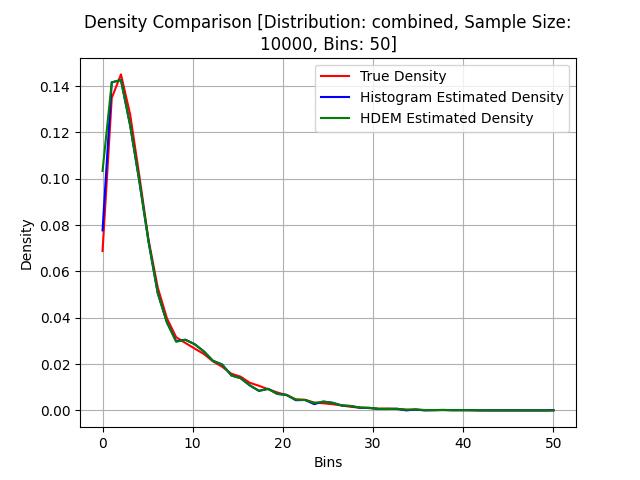 Density Comparison [Distribution: combined, Sample Size:
10000, Bins: 50]
True Density
Histogram Estimated Density
HDEM Estimated Density
Density
0.14
0.12
0.10
0.08
0.06
0.04
0.02
0.00
0 10 20 30 40 50
Bins